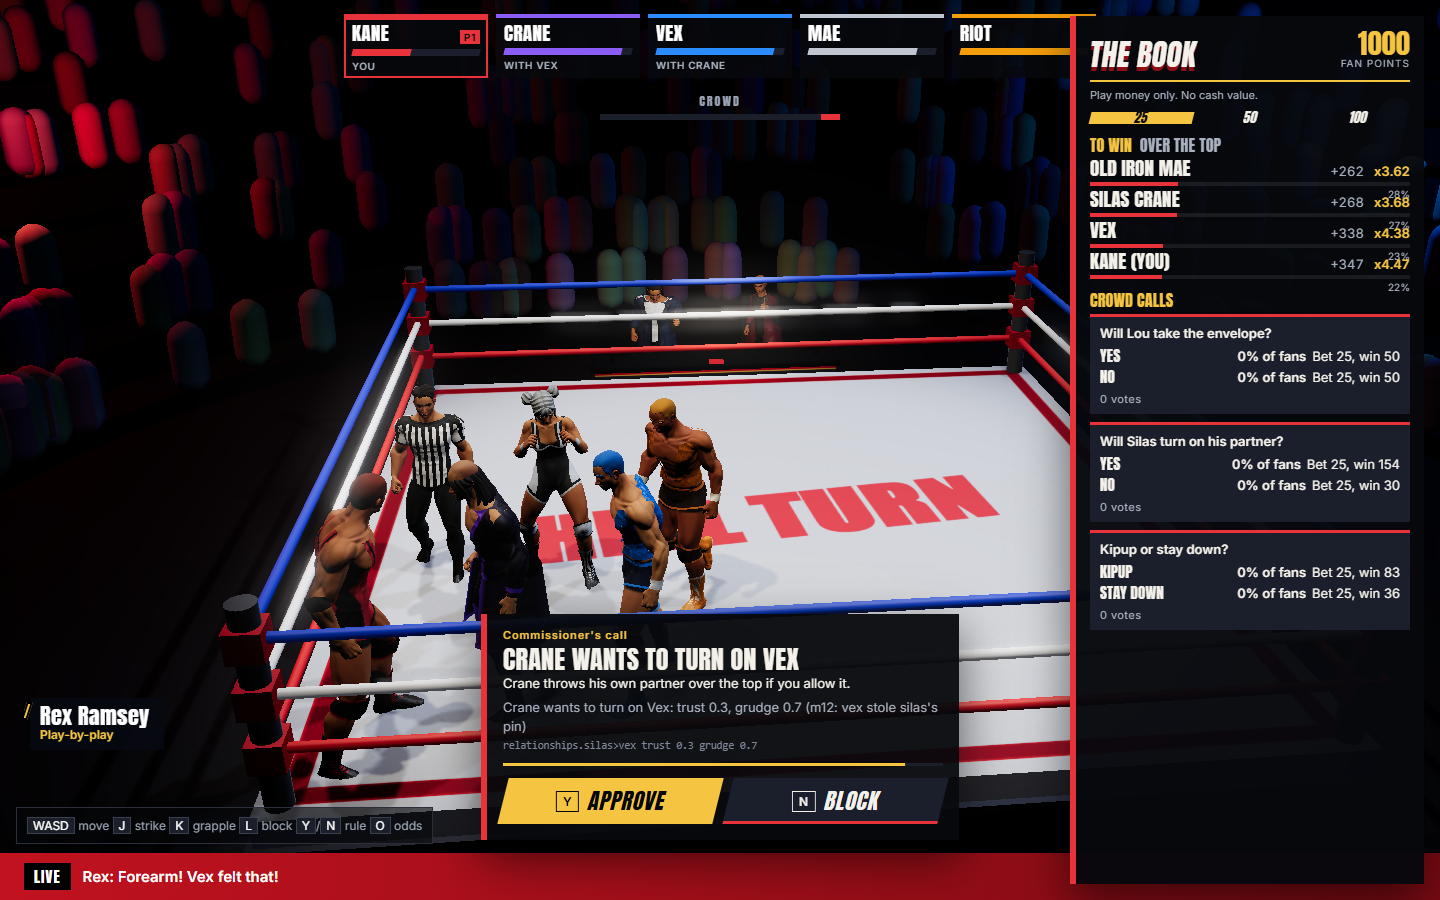 KANE
P1
YOU
CRANE
WITH VEX
VEX
WITH CRANE
MAE
RIOT
CROWD
THE BOOK
1000
FAN POINTS
Play money only. No cash value.
25 50 100
TO WIN OVER THE TOP
OLD IRON MAE +262 x3.62
28%
SILAS CRANE +268 x3.68
27%
VEX +338 x4.38
23%
KANE (YOU) +347 x4.47
22%
CROWD CALLS
Will Lou take the envelope?
YES 0% of fans Bet 25, win 50
NO 0% of fans Bet 25, win 50
0 votes
Will Silas turn on his partner?
YES 0% of fans Bet 25, win 154
NO 0% of fans Bet 25, win 30
0 votes
Kipup or stay down?
KIPUP 0% of fans Bet 25, win 83
STAY DOWN 0% of fans Bet 25, win 36
0 votes
TURN
Commissioner's call
CRANE WANTS TO TURN ON VEX
Crane throws his own partner over the top if you allow it.
Crane wants to turn on Vex: trust 0.3, grudge 0.7 (m12: vex stole silas's
pin)
relationships.silas>vex trust 0.3 grudge 0.7
Y APPROVE
N BLOCK
Rex Ramsey
Play-by-play
WASD move J strike K grapple L block Y/N rule O odds
LIVE Rex: Forearm! Vex felt that!